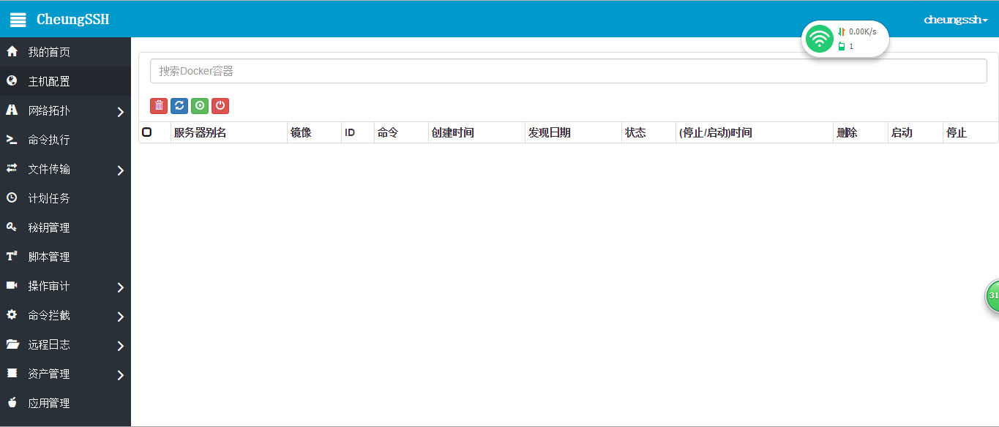 CheungSSH
cheungssh
0.00K/s
1
我的首页
主机配置
网络拓扑
命令执行
文件传输
计划任务
秘钥管理
脚本管理
操作审计
命令拦截
远程日志
资产管理
应用管理
搜索Docker容器
服务器别名 镜像 ID 命令 创建时间 发现日期 状态 (停止/启动)时间 删除 启动 停止
31